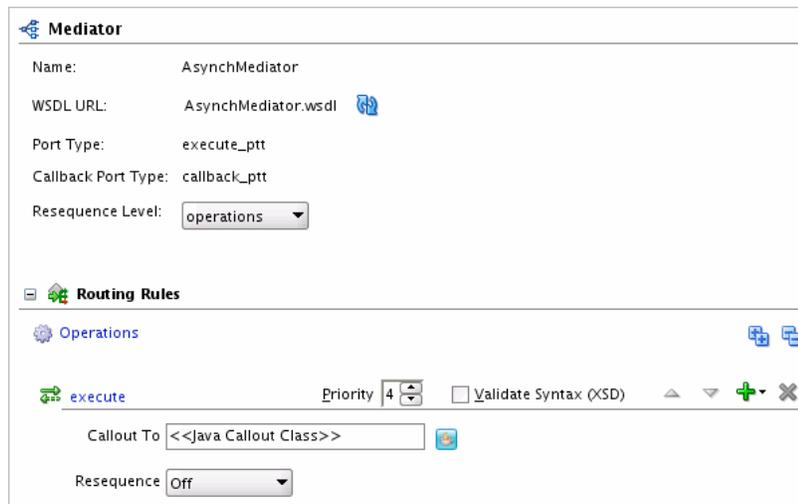 Mediator
Name: AsynchMediator
WSDL URL: AsynchMediator.wsdl
Port Type: execute_ptt
Callback Port Type: callback_ptt
Resequence Level: operations
Routing Rules
Operations
execute Priority 4 Validate Syntax (XSD)
Callout To <<Java Callout Class>>
Resequence Off